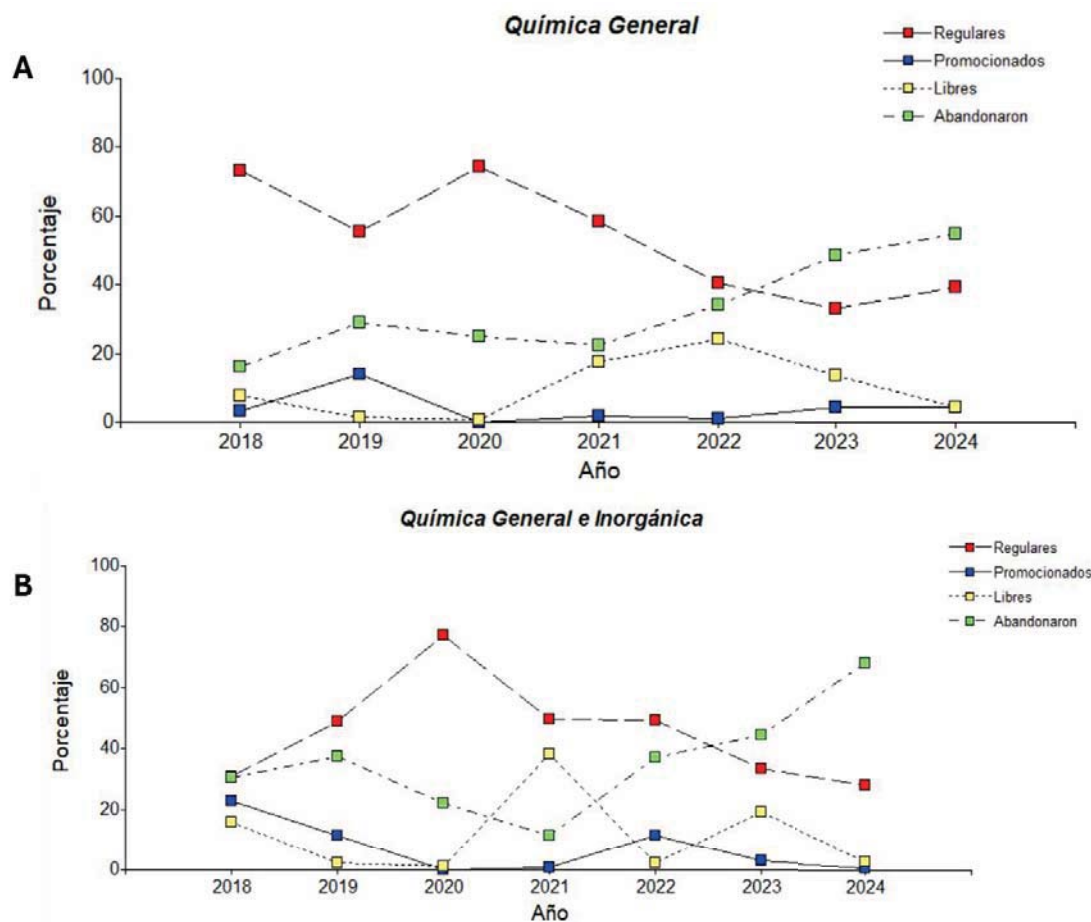 Química General
A
Regulares
Promocionados
Libres
Abandonaron
100
80
60
40
20
0
Porcentaje
2018 2019 2020 2021 2022 2023 2024
Año
Química General e Inorgánica
B
Regulares
Promocionados
Libres
Abandonaron
100
80
60
40
20
0
Porcentaje
2018 2019 2020 2021 2022 2023 2024
Año